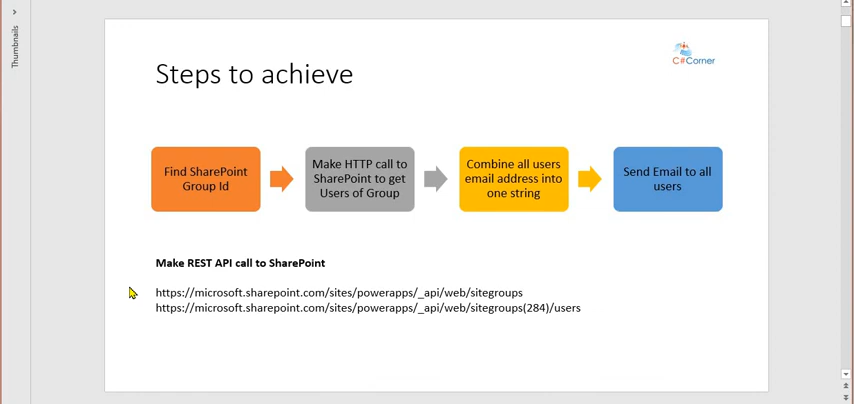 Thumbnails
C#Corner
Steps to achieve
Find SharePoint
Group Id
Make HTTP call to
SharePoint to get
Users of Group
Combine all users
email address into
one string
Send Email to all
users
Make REST API call to SharePoint
https://microsoft.sharepoint.com/sites/powerapps/_api/web/sitegroups
https://microsoft.sharepoint.com/sites/powerapps/_api/web/sitegroups(284)/users